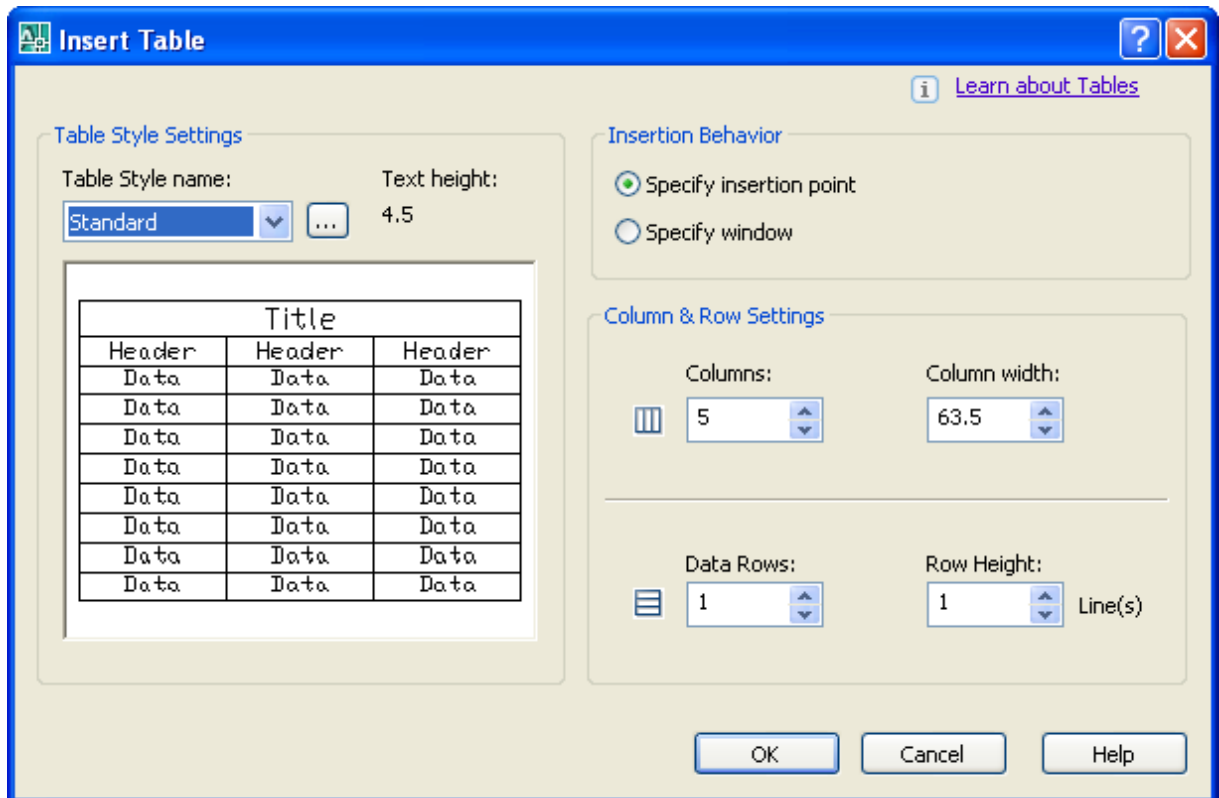 Insert Table
Learn about Tables
Table Style Settings
Table Style name:
Text height:
Standard
...
4.5
Title
Header Header Header
Data Data Data
Data Data Data
Data Data Data
Data Data Data
Data Data Data
Data Data Data
Data Data Data
Data Data Data
Insertion Behavior
Specify insertion point
Specify window
Column & Row Settings
Columns:
Column width:
5
63.5
Data Rows:
Row Height:
1
1
Line(s)
OK
Cancel
Help